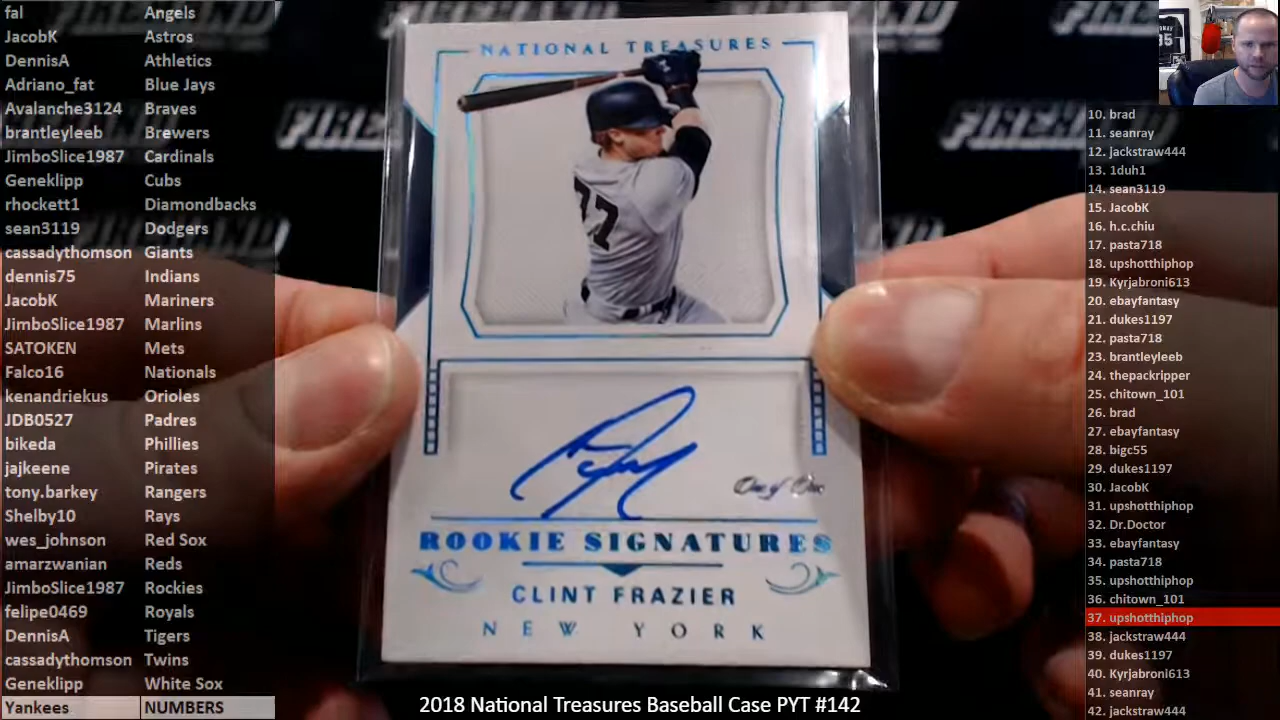 fal Angels
JacobK Astros
DennisA Athletics
Adriano_fat Blue Jays
Avalanche3124 Braves
brantleyleeb Brewers
JimboSlice1987 Cardinals
Geneklipp Cubs
rhockett1 Diamondbacks
sean3119 Dodgers
cassadythomson Giants
dennis75 Indians
JacobK Mariners
JimboSlice1987 Marlins
SATOKEN Mets
Falco16 Nationals
kenandriekus Orioles
JDB0527 Padres
bikeda Phillies
jajkeene Pirates
tony.barkey Rangers
Shelby10 Rays
wes_johnson Red Sox
amarzwanian Reds
JimboSlice1987 Rockies
felipe0469 Royals
DennisA Tigers
cassadythomson Twins
Geneklipp White Sox
Yankees NUMBERS
NATIONAL TREASURES
77
One of One
ROOKIE SIGNATURES
CLINT FRAZIER
NEW YORK
2018 National Treasures Baseball Case PYT #142
10. brad
11. seanray
12. jackstraw444
13. 1duh1
14. sean3119
15. JacobK
16. h.c.chiu
17. pasta718
18. upshotthiphop
19. Kyrjabroni613
20. ebayfantasy
21. dukes1197
22. pasta718
23. brantleyleeb
24. thepackripper
25. chitown_101
26. brad
27. ebayfantasy
28. bigc55
29. dukes1197
30. JacobK
31. upshotthiphop
32. Dr.Doctor
33. ebayfantasy
34. pasta718
35. upshotthiphop
36. chitown_101
37. upshotthiphop
38. jackstraw444
39. dukes1197
40. Kyrjabroni613
41. seanray
42. jackstraw444